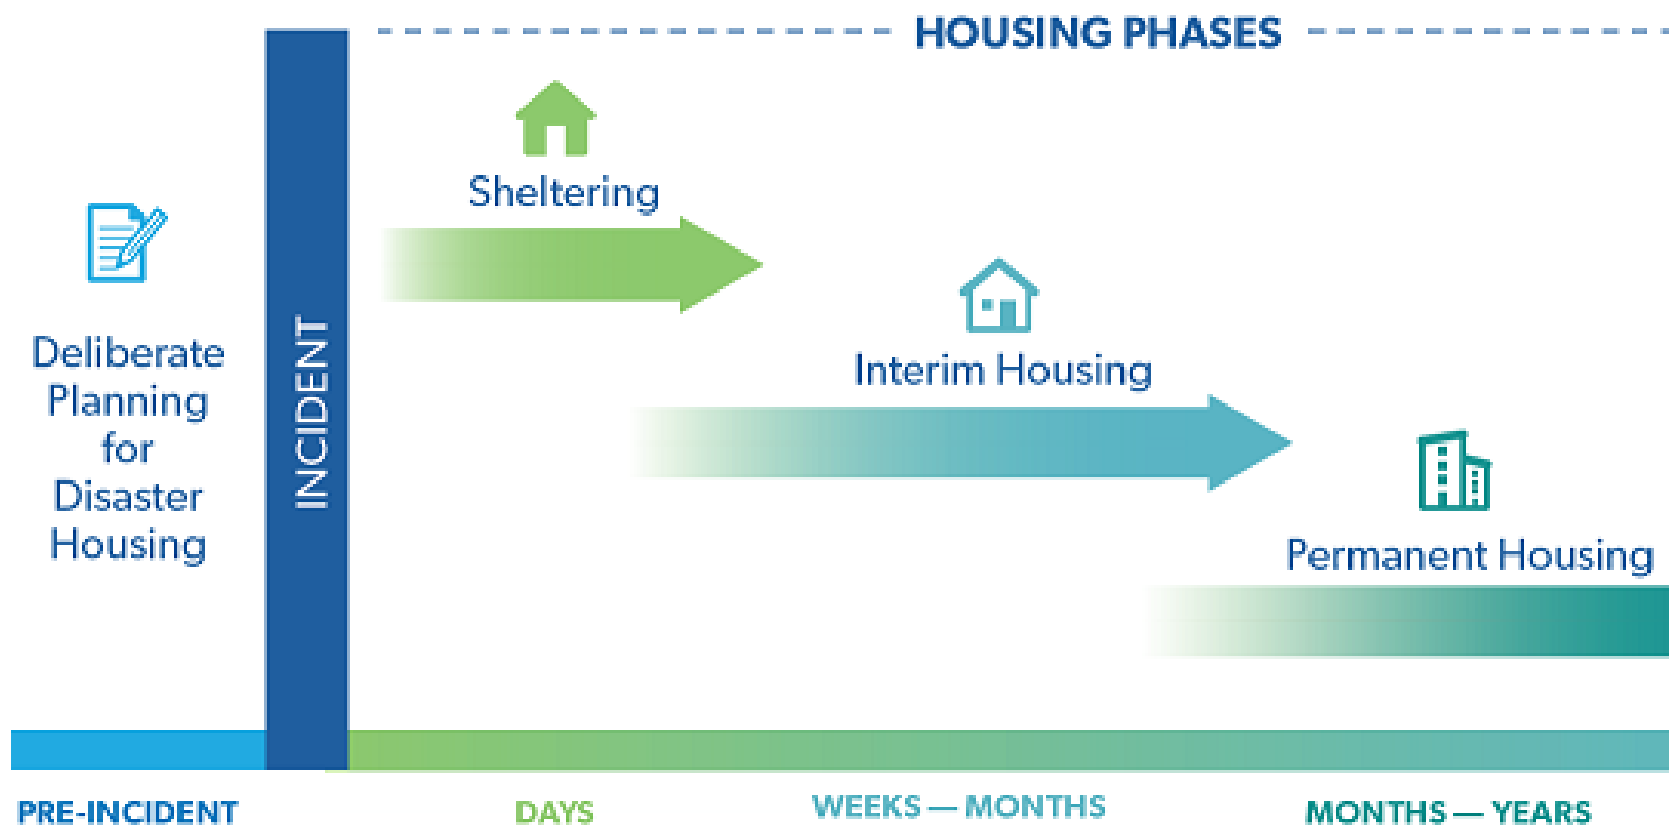 HOUSING PHASES
Sheltering
Interim Housing
Permanent Housing
Deliberate
Planning
for
Disaster
Housing
INCIDENT
PRE-INCIDENT
DAYS
WEEKS — MONTHS
MONTHS — YEARS